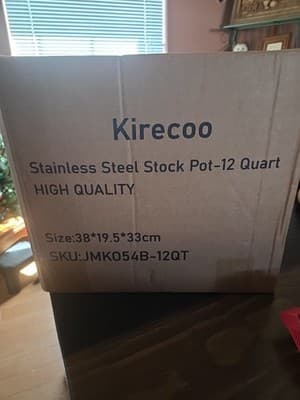 Kirecoo
Stainless Steel Stock Pot-12 Quart
HIGH QUALITY
Size:38*19.5*33cm
SKU:JMK054B-12QT